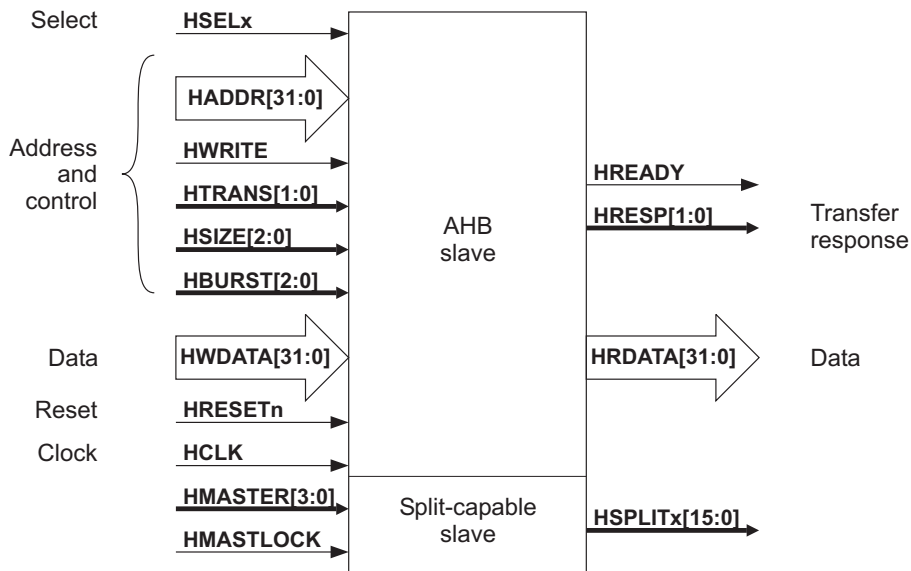 Select
HSELx
HADDR[31:0]
Address
and
control
HWRITE
HTRANS[1:0]
HSIZE[2:0]
HBURST[2:0]
Data
HWDATA[31:0]
Reset
HRESETn
Clock
HCLK
HMASTER[3:0]
HMASTLOCK
AHB
slave
Split-capable
slave
HREADY
HRESP[1:0]
Transfer
response
HRDATA[31:0]
Data
HSPLITx[15:0]